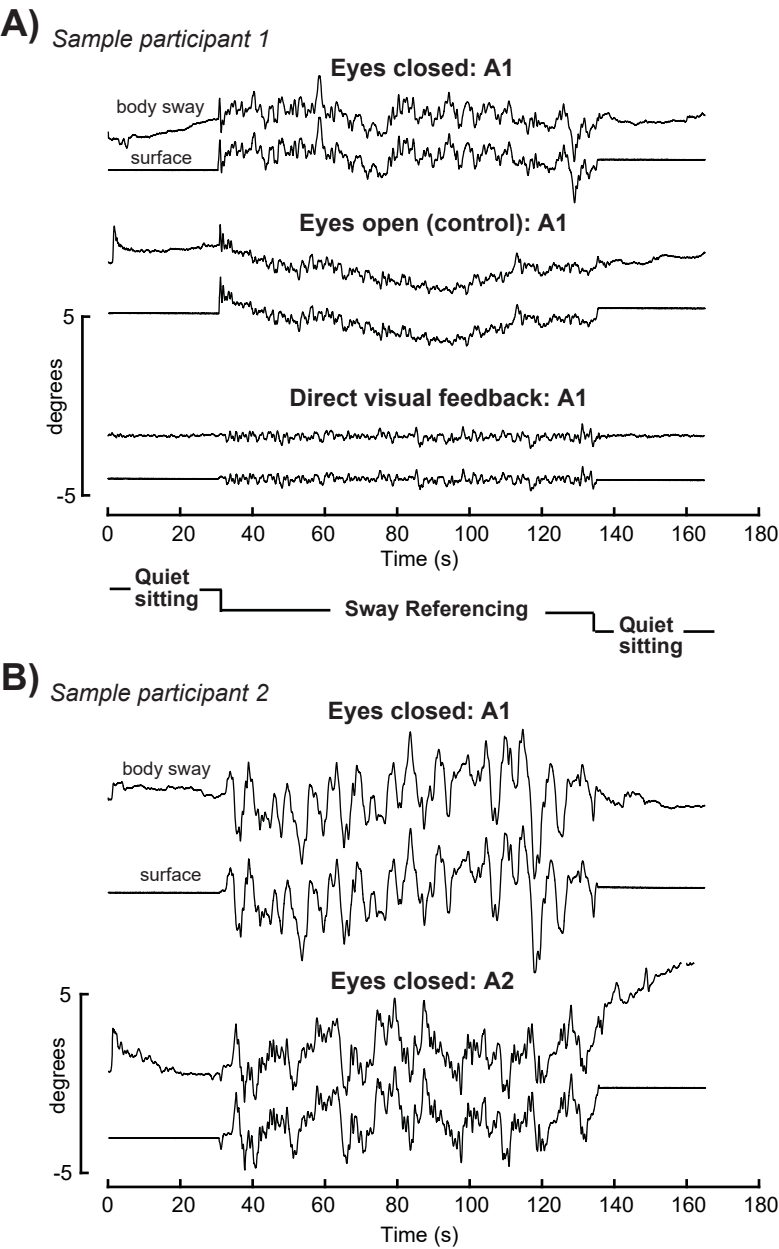 A) Sample participant 1
Eyes closed: A1
body sway
surface
Eyes open (control): A1
5
degrees
Direct visual feedback: A1
-5
0 20 40 60 80 100 120 140 160 180
Time (s)
Quiet
sitting
Sway Referencing
Quiet
sitting
B) Sample participant 2
Eyes closed: A1
body sway
surface
Eyes closed: A2
5
degrees
-5
0 20 40 60 80 100 120 140 160 180
Time (s)